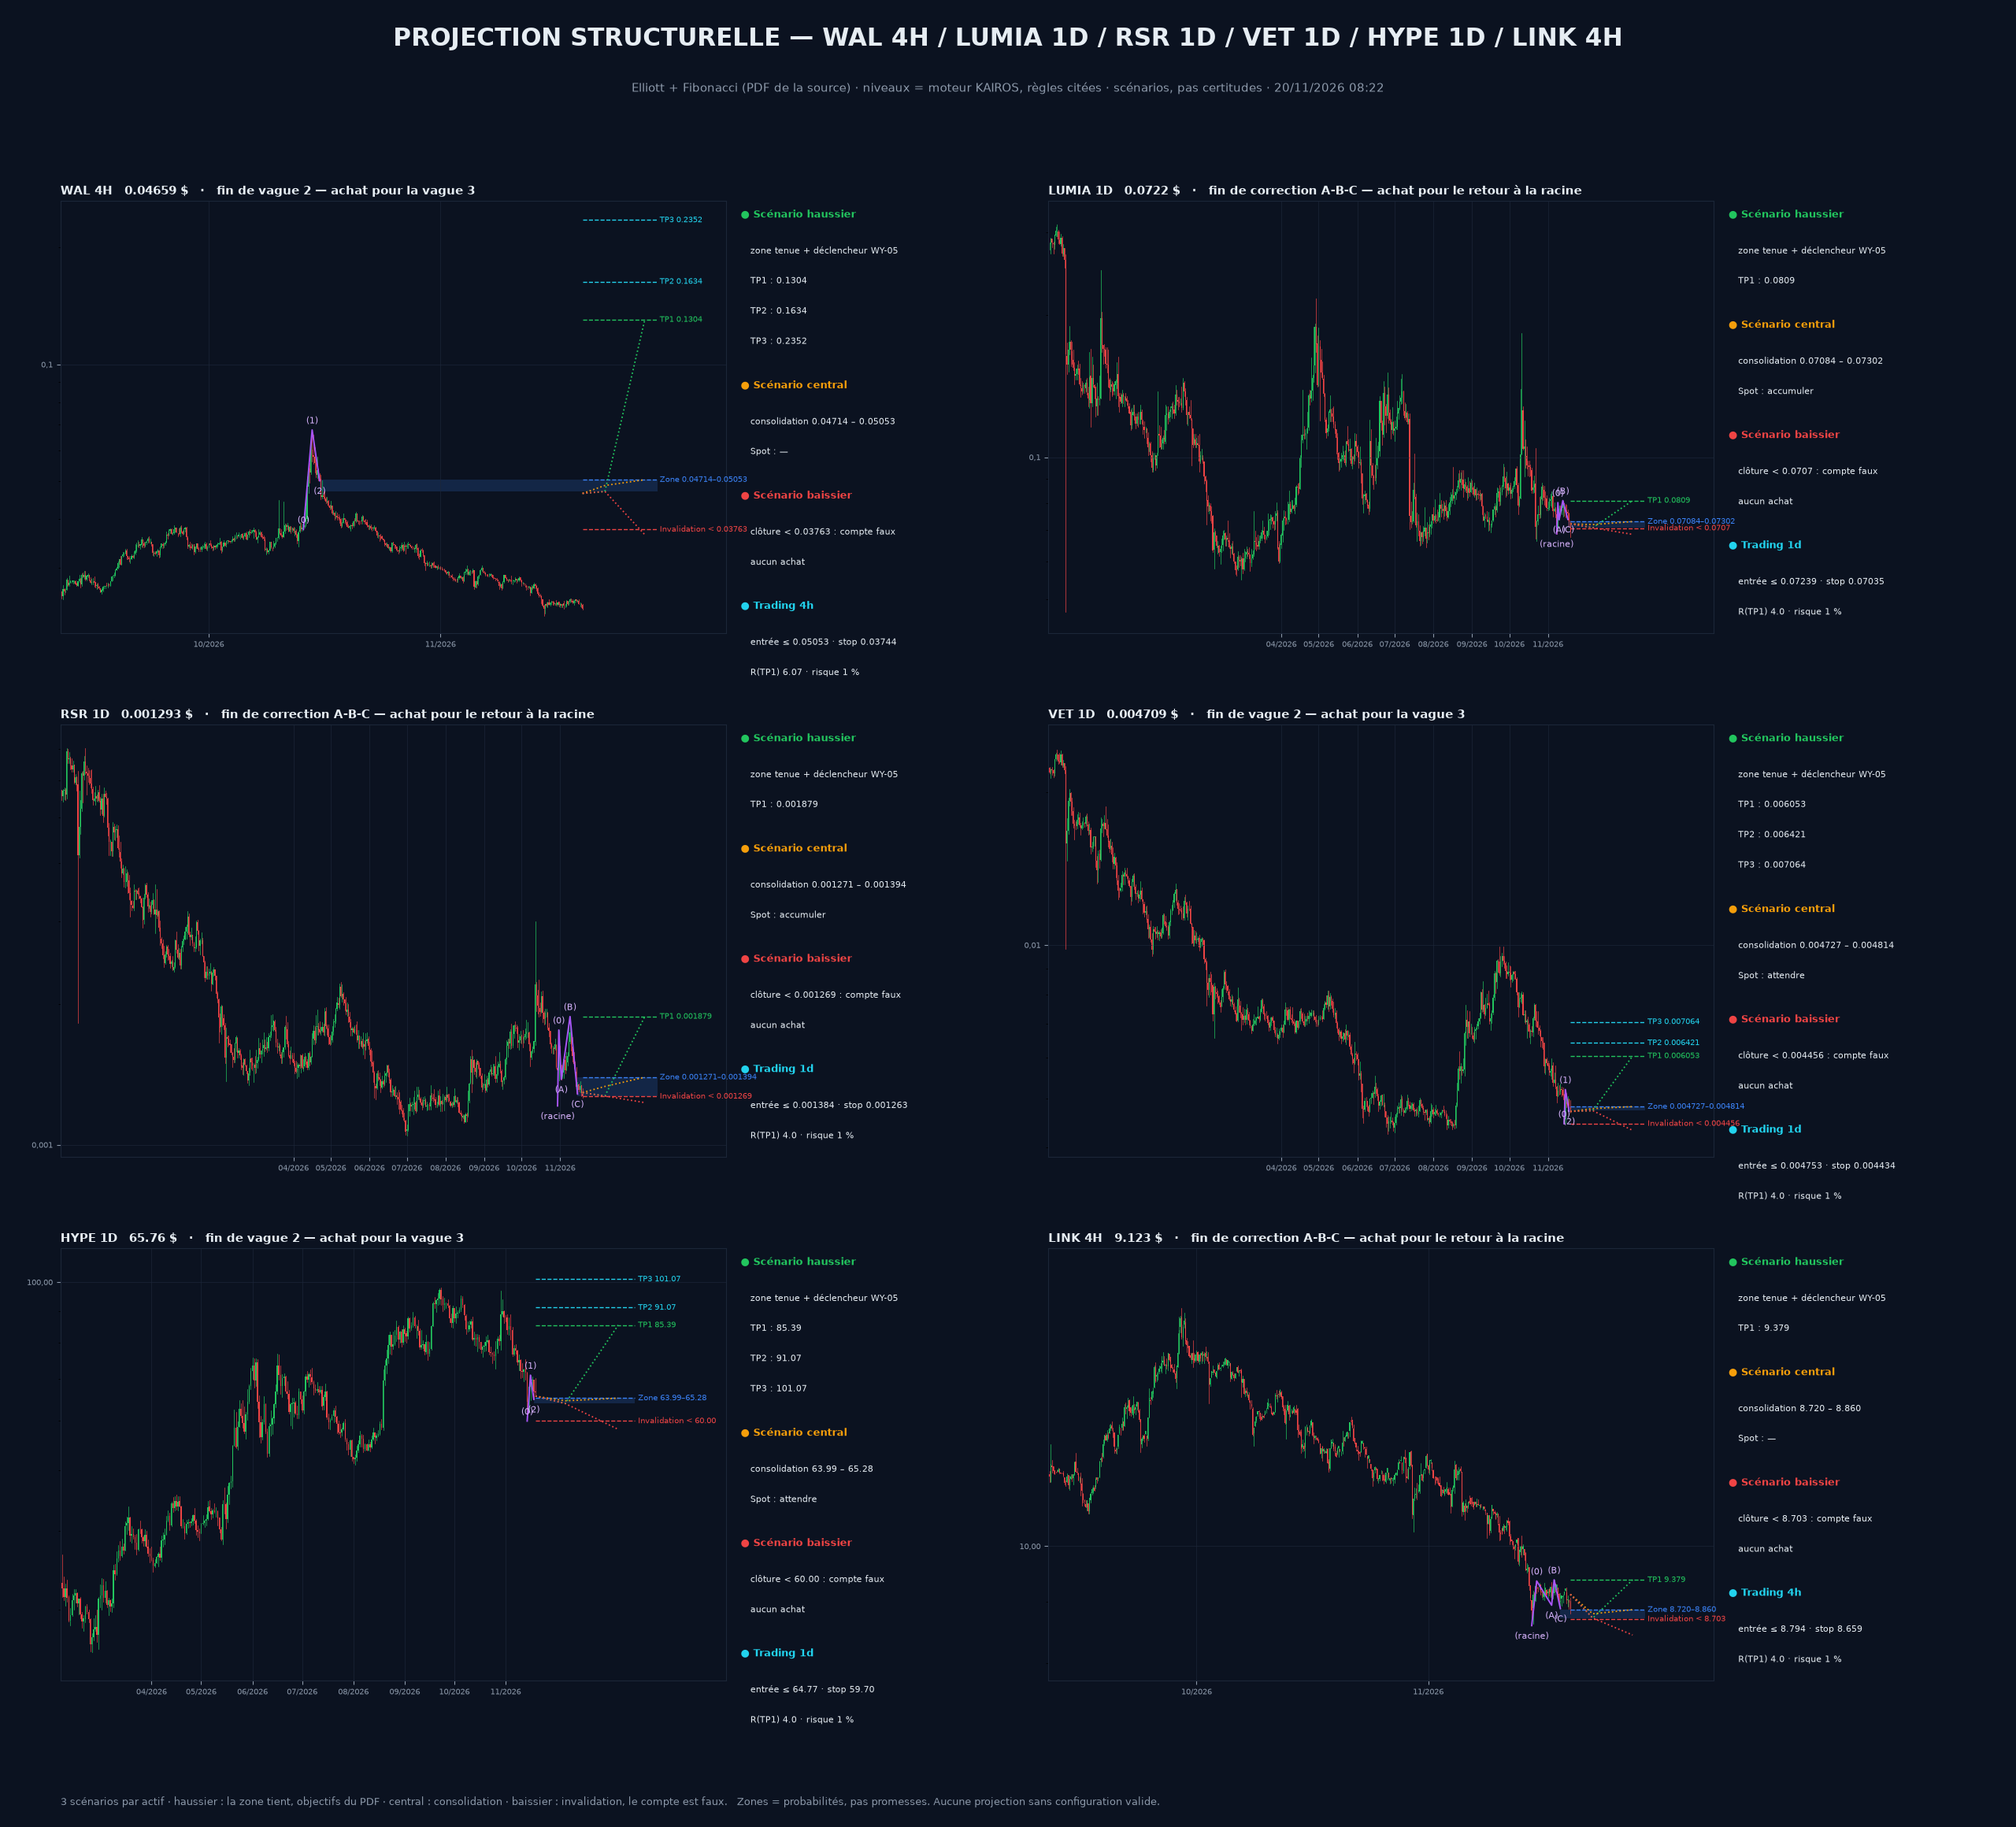 PROJECTION STRUCTURELLE — WAL 4H / LUMIA 1D / RSR 1D / VET 1D / HYPE 1D / LINK 4H
Elliott + Fibonacci (PDF de la source) · niveaux = moteur KAIROS, règles citées · scénarios, pas certitudes · 20/11/2026 08:22
WAL 4H 0.04659 $ · fin de vague 2 — achat pour la vague 3
TP3 0.2352
TP2 0.1634
TP1 0.1304
0,1
(1)
(2)
(0)
Zone 0.04714–0.05053
Invalidation < 0.03763
10/2026
11/2026
Scénario haussier
zone tenue + déclencheur WY-05
TP1 : 0.1304
TP2 : 0.1634
TP3 : 0.2352
Scénario central
consolidation 0.04714 – 0.05053
Spot : —
Scénario baissier
clôture < 0.03763 : compte faux
aucun achat
Trading 4h
entrée ≤ 0.05053 · stop 0.03744
R(TP1) 6.07 · risque 1 %
LUMIA 1D 0.0722 $ · fin de correction A-B-C — achat pour le retour à la racine
0,1
(0)
(B)
(A)
(C)
(racine)
TP1 0.0809
Zone 0.07084–0.07302
Invalidation < 0.0707
04/2026 05/2026 06/2026 07/2026 08/2026 09/2026 10/2026 11/2026
Scénario haussier
zone tenue + déclencheur WY-05
TP1 : 0.0809
Scénario central
consolidation 0.07084 – 0.07302
Spot : accumuler
Scénario baissier
clôture < 0.0707 : compte faux
aucun achat
Trading 1d
entrée ≤ 0.07239 · stop 0.07035
R(TP1) 4.0 · risque 1 %
RSR 1D 0.001293 $ · fin de correction A-B-C — achat pour le retour à la racine
0,001
(0)
(B)
(A)
(C)
(racine)
TP1 0.001879
Zone 0.001271–0.001394
Invalidation < 0.001269
04/2026 05/2026 06/2026 07/2026 08/2026 09/2026 10/2026 11/2026
Scénario haussier
zone tenue + déclencheur WY-05
TP1 : 0.001879
Scénario central
consolidation 0.001271 – 0.001394
Spot : accumuler
Scénario baissier
clôture < 0.001269 : compte faux
aucun achat
Trading 1d
entrée ≤ 0.001384 · stop 0.001263
R(TP1) 4.0 · risque 1 %
VET 1D 0.004709 $ · fin de vague 2 — achat pour la vague 3
0,01
TP3 0.007064
TP2 0.006421
TP1 0.006053
(1)
(0)
(2)
Zone 0.004727–0.004814
Invalidation < 0.004456
04/2026 05/2026 06/2026 07/2026 08/2026 09/2026 10/2026 11/2026
Scénario haussier
zone tenue + déclencheur WY-05
TP1 : 0.006053
TP2 : 0.006421
TP3 : 0.007064
Scénario central
consolidation 0.004727 – 0.004814
Spot : attendre
Scénario baissier
clôture < 0.004456 : compte faux
aucun achat
Trading 1d
entrée ≤ 0.004753 · stop 0.004434
R(TP1) 4.0 · risque 1 %
HYPE 1D 65.76 $ · fin de vague 2 — achat pour la vague 3
100,00
TP3 101.07
TP2 91.07
TP1 85.39
(1)
(0)
(2)
Zone 63.99–65.28
Invalidation < 60.00
04/2026 05/2026 06/2026 07/2026 08/2026 09/2026 10/2026 11/2026
Scénario haussier
zone tenue + déclencheur WY-05
TP1 : 85.39
TP2 : 91.07
TP3 : 101.07
Scénario central
consolidation 63.99 – 65.28
Spot : attendre
Scénario baissier
clôture < 60.00 : compte faux
aucun achat
Trading 1d
entrée ≤ 64.77 · stop 59.70
R(TP1) 4.0 · risque 1 %
LINK 4H 9.123 $ · fin de correction A-B-C — achat pour le retour à la racine
10,00
(0)
(B)
(A)
(C)
(racine)
TP1 9.379
Zone 8.720–8.860
Invalidation < 8.703
10/2026
11/2026
Scénario haussier
zone tenue + déclencheur WY-05
TP1 : 9.379
Scénario central
consolidation 8.720 – 8.860
Spot : —
Scénario baissier
clôture < 8.703 : compte faux
aucun achat
Trading 4h
entrée ≤ 8.794 · stop 8.659
R(TP1) 4.0 · risque 1 %
3 scénarios par actif · haussier : la zone tient, objectifs du PDF · central : consolidation · baissier : invalidation, le compte est faux. Zones = probabilités, pas promesses. Aucune projection sans configuration valide.